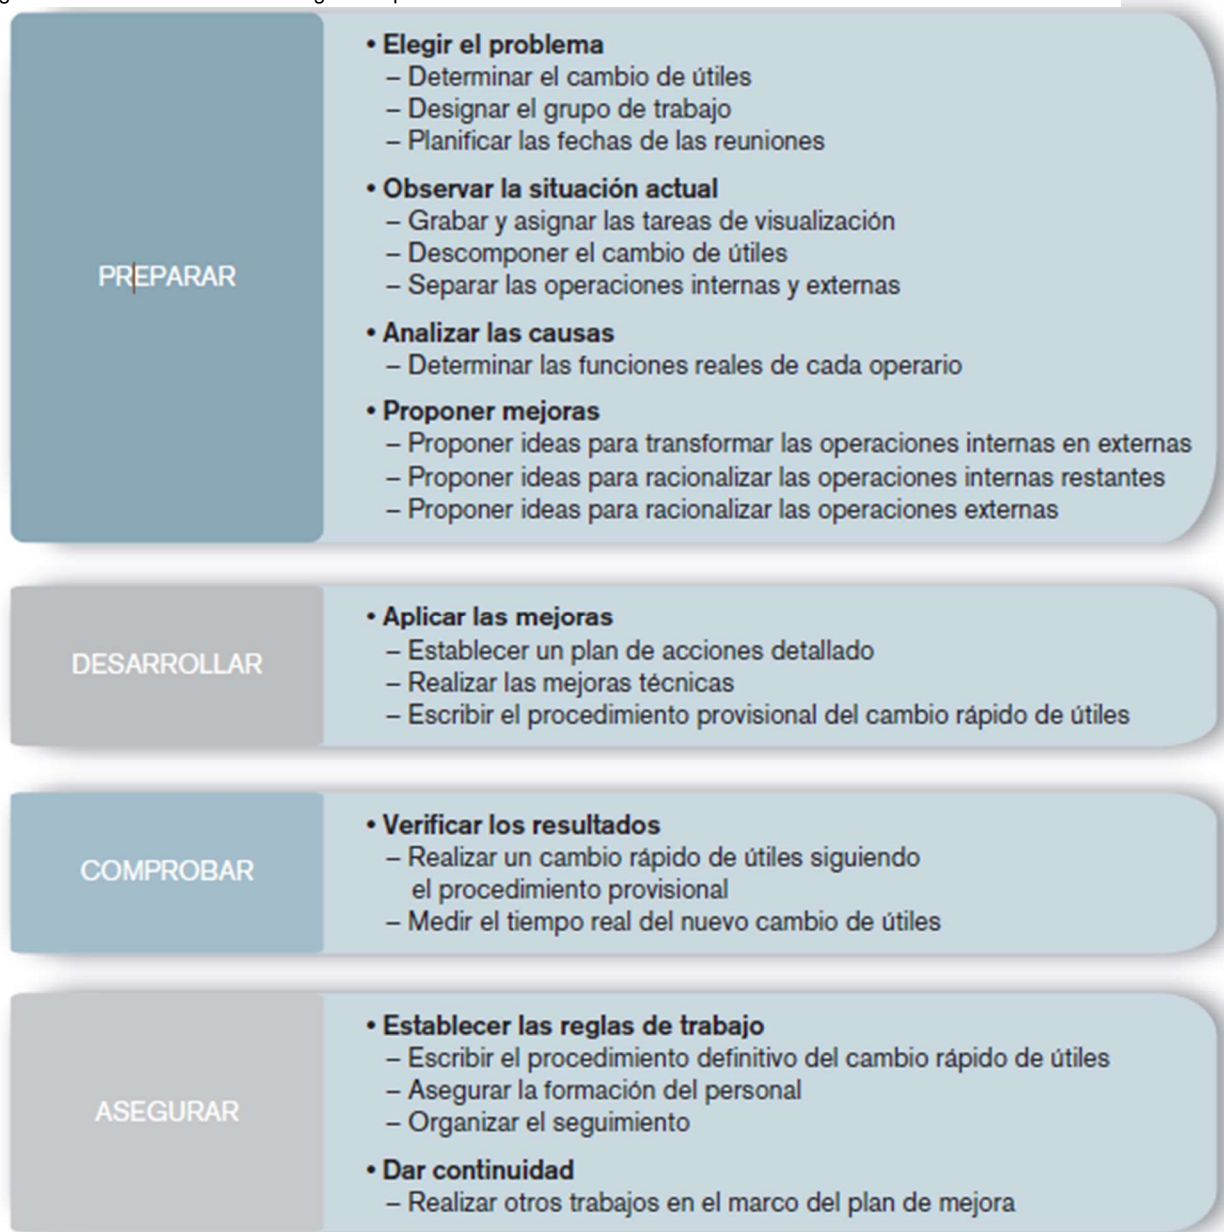 PREPARAR
• Elegir el problema
– Determinar el cambio de útiles
– Designar el grupo de trabajo
– Planificar las fechas de las reuniones
• Observar la situación actual
– Grabar y asignar las tareas de visualización
– Descomponer el cambio de útiles
– Separar las operaciones internas y externas
• Analizar las causas
– Determinar las funciones reales de cada operario
• Proponer mejoras
– Proponer ideas para transformar las operaciones internas en externas
– Proponer ideas para racionalizar las operaciones internas restantes
– Proponer ideas para racionalizar las operaciones externas
DESARROLLAR
• Aplicar las mejoras
– Establecer un plan de acciones detallado
– Realizar las mejoras técnicas
– Escribir el procedimiento provisional del cambio rápido de útiles
COMPROBAR
• Verificar los resultados
– Realizar un cambio rápido de útiles siguiendo
el procedimiento provisional
– Medir el tiempo real del nuevo cambio de útiles
ASEGURAR
• Establecer las reglas de trabajo
– Escribir el procedimiento definitivo del cambio rápido de útiles
– Asegurar la formación del personal
– Organizar el seguimiento
• Dar continuidad
– Realizar otros trabajos en el marco del plan de mejora